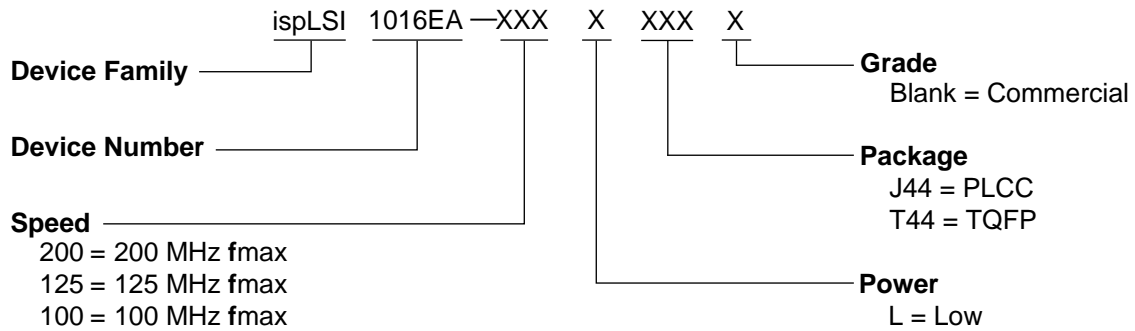 ispLSI 1016EA — XXX X XXX X
Device Family
Device Number
Speed
200 = 200 MHz fmax
125 = 125 MHz fmax
100 = 100 MHz fmax
Grade
Blank = Commercial
Package
J44 = PLCC
T44 = TQFP
Power
L = Low